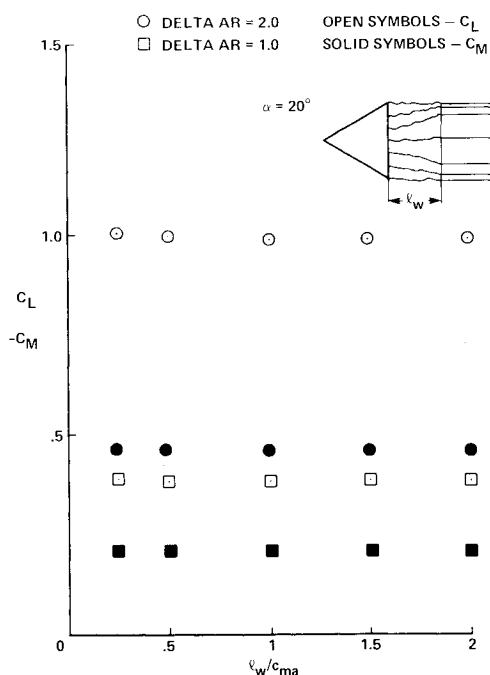 ○ DELTA AR = 2.0 OPEN SYMBOLS – C_L
□ DELTA AR = 1.0 SOLID SYMBOLS – C_M
1.5
α = 20°
ℓ_w
1.0
C_L
-C_M
.5
0 .5 1 1.5 2
ℓ_w/c_ma